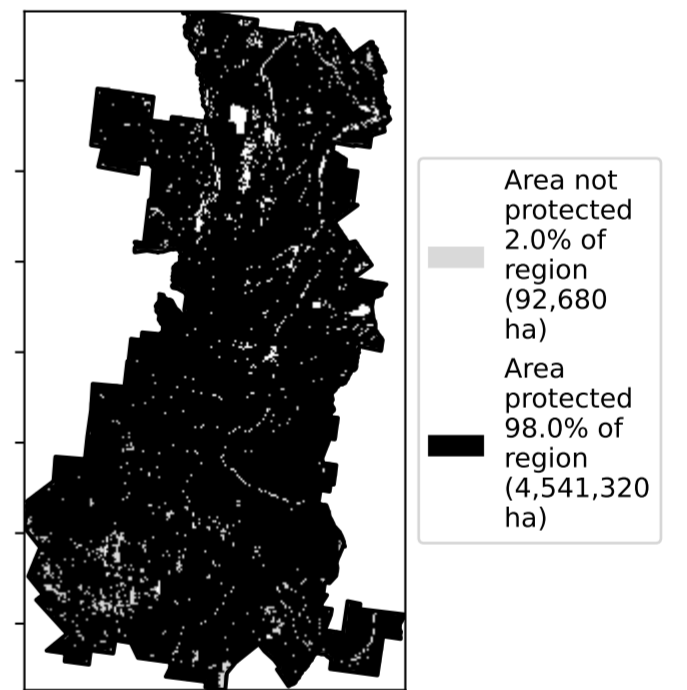 Area not
protected
2.0% of
region
(92,680
ha)
Area
protected
98.0% of
region
(4,541,320
ha)